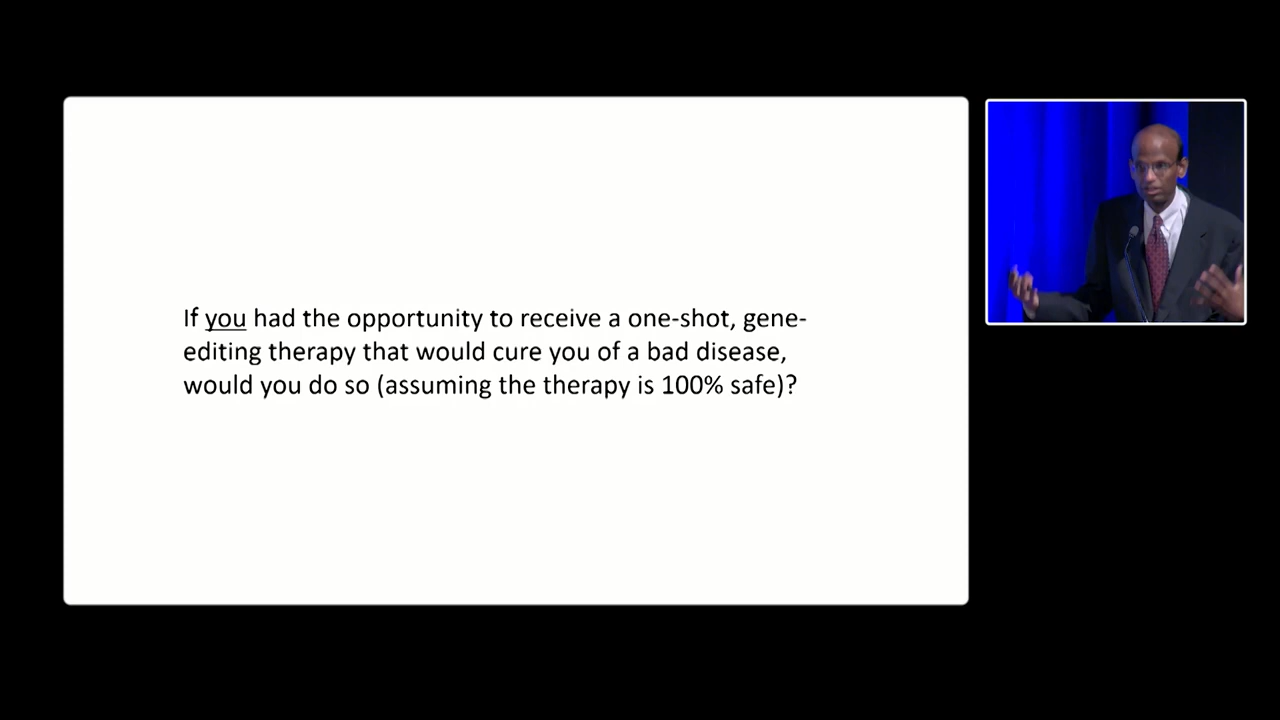 If you had the opportunity to receive a one-shot, gene-
editing therapy that would cure you of a bad disease,
would you do so (assuming the therapy is 100% safe)?